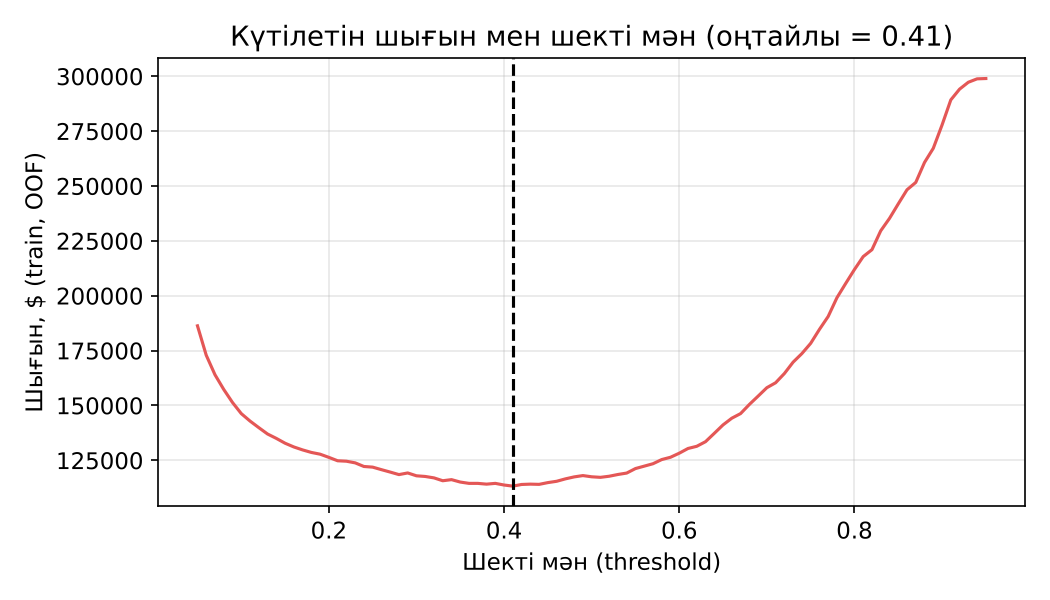 Күтілетін шығын мен шекті мән (оңтайлы = 0.41)
Шығын, $ (train, OOF)
300000
275000
250000
225000
200000
175000
150000
125000
0.2 0.4 0.6 0.8
Шекті мән (threshold)